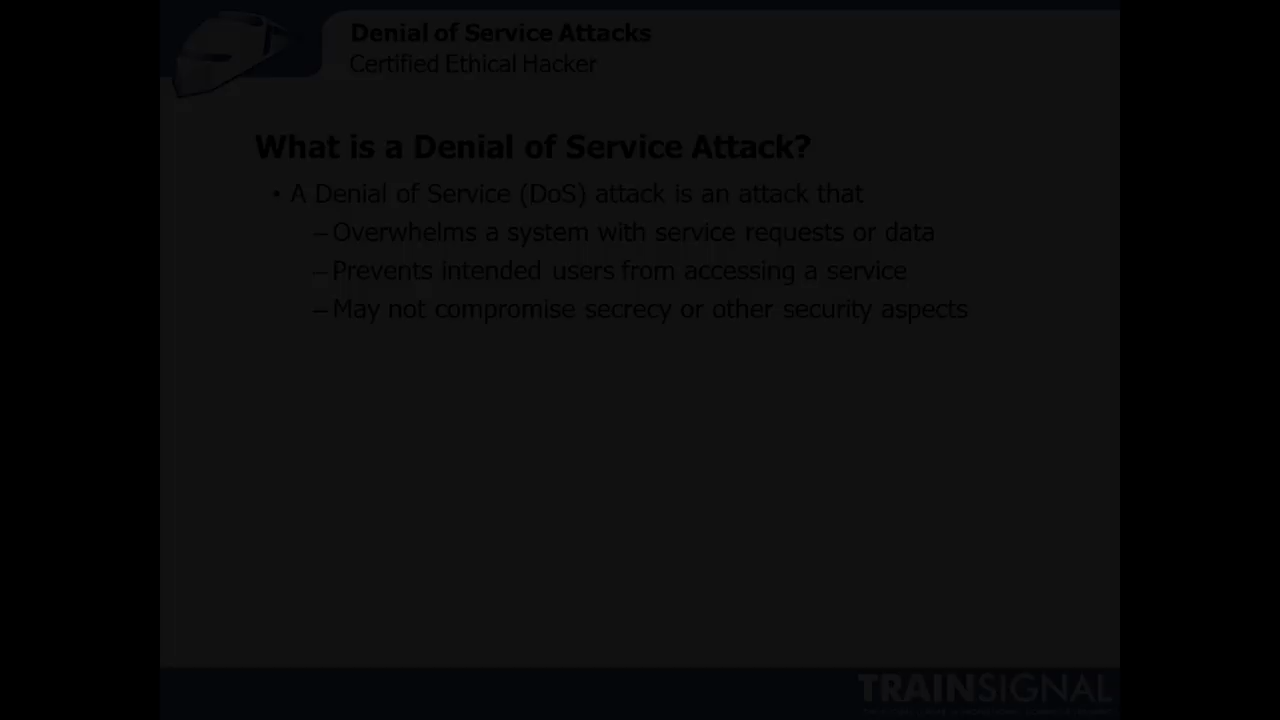 Denial of Service Attacks
Certified Ethical Hacker
What is a Denial of Service Attack?
• A Denial of Service (DoS) attack is an attack that
– Overwhelms a system with service requests or data
– Prevents intended users from accessing a service
– May not compromise secrecy or other security aspects
TRAINSIGNAL